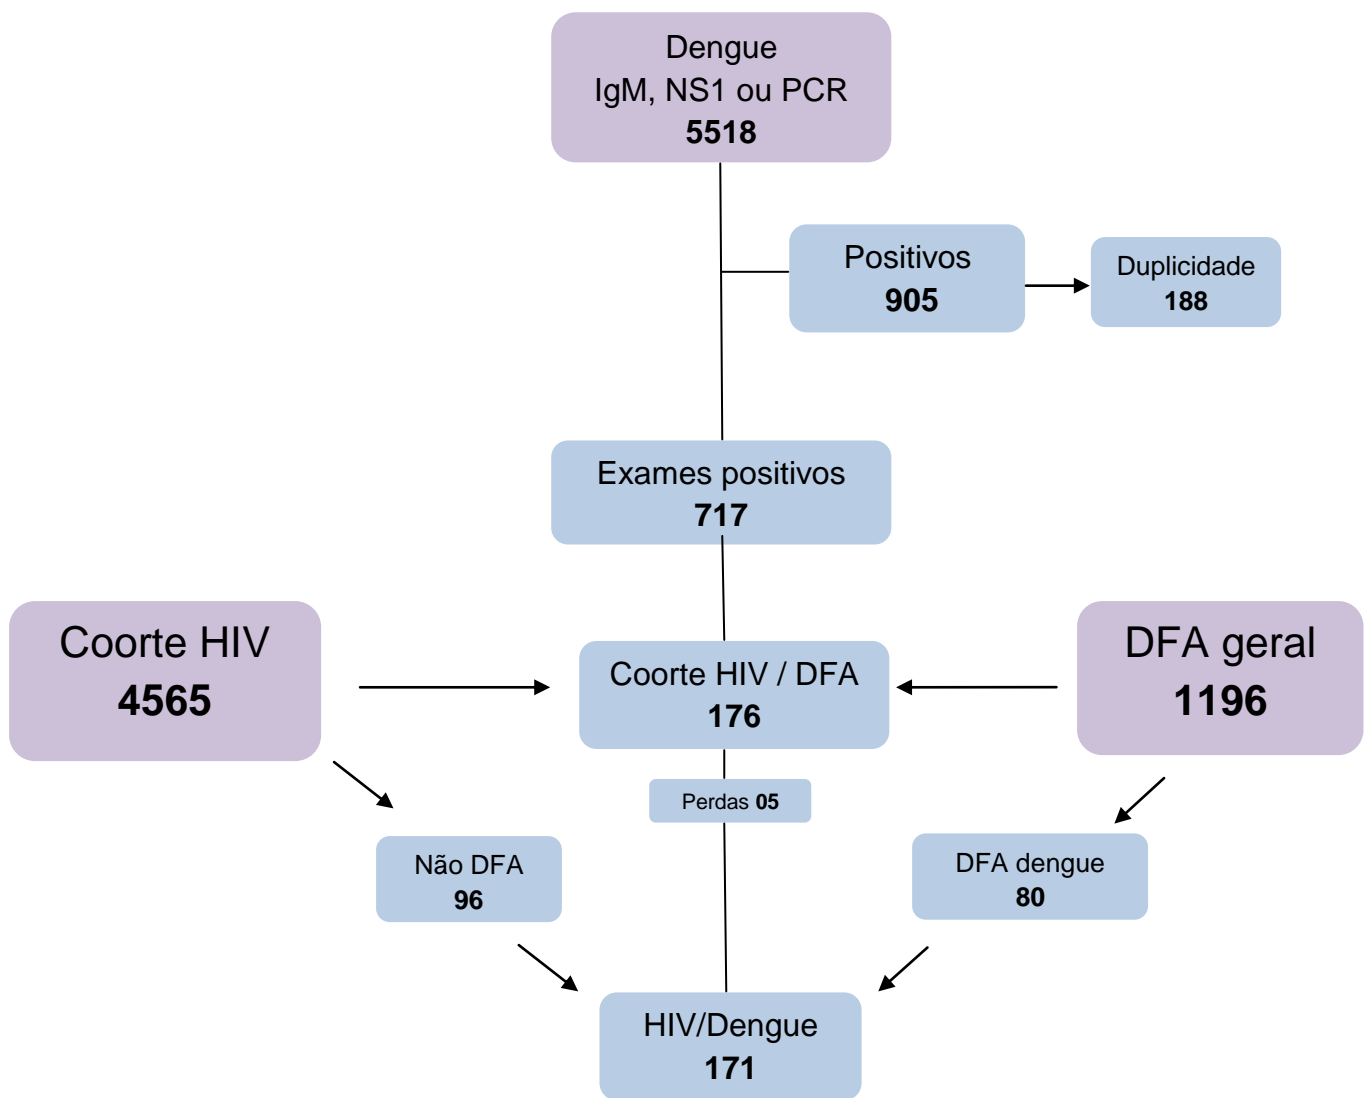 Dengue
IgM, NS1 ou PCR
5518
Positivos
905
Duplicidade
188
Exames positivos
717
Coorte HIV
4565
Coorte HIV / DFA
176
DFA geral
1196
Perdas 05
Não DFA
96
DFA dengue
80
HIV/Dengue
171